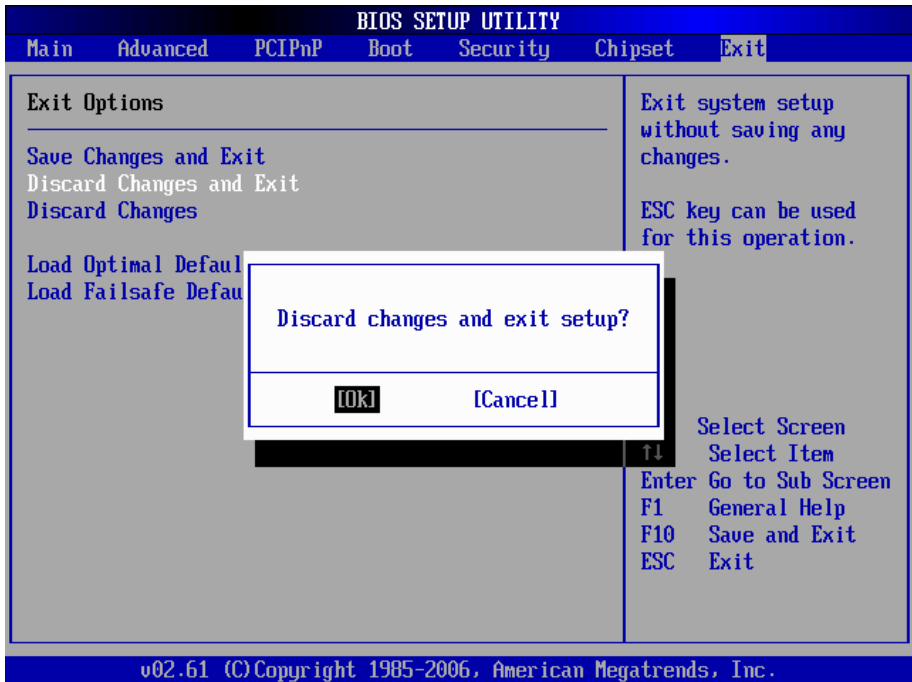 BIOS SETUP UTILITY
Main Advanced PCIPnP Boot Security Chipset Exit
Exit Options
Save Changes and Exit
Discard Changes and Exit
Discard Changes
Load Optimal Defaul
Load Failsafe Defau
Discard changes and exit setup?
[Ok] [Cancel]
Exit system setup
without saving any
changes.
ESC key can be used
for this operation.
Select Screen
↑↓ Select Item
Enter Go to Sub Screen
F1 General Help
F10 Save and Exit
ESC Exit
v02.61 (C)Copyright 1985-2006, American Megatrends, Inc.